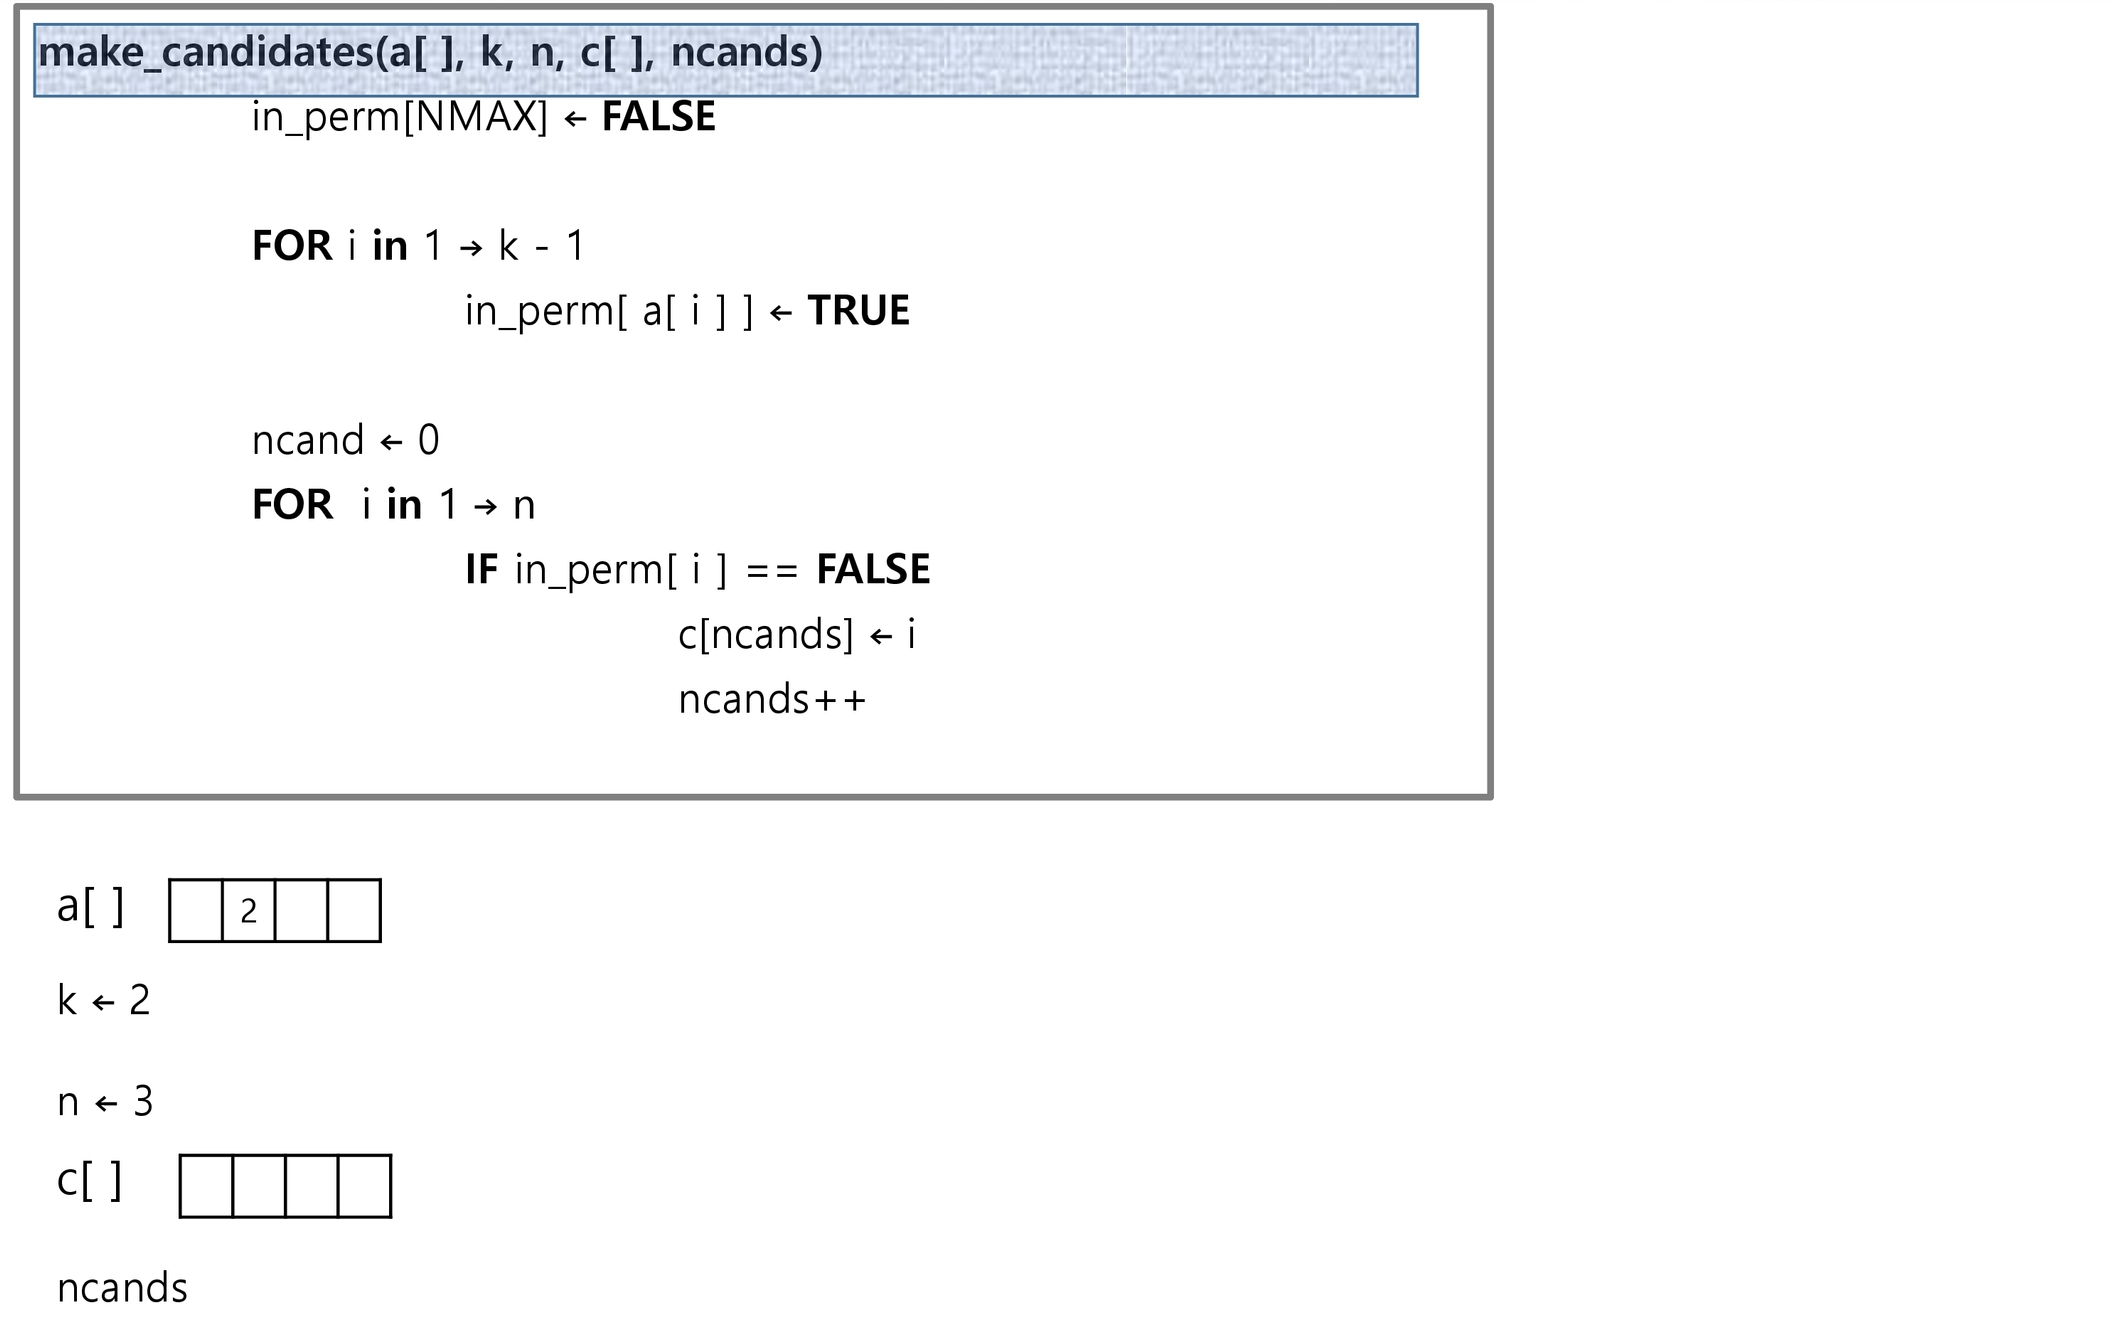 make_candidates(a[ ], k, n, c[ ], ncands)
in_perm[NMAX] ← FALSE
FOR i in 1 → k - 1
in_perm[ a[ i ] ] ← TRUE
ncand ← 0
FOR i in 1 → n
IF in_perm[ i ] == FALSE
c[ncands] ← i
ncands++
a[ ] 2
k ← 2
n ← 3
c[ ]
ncands